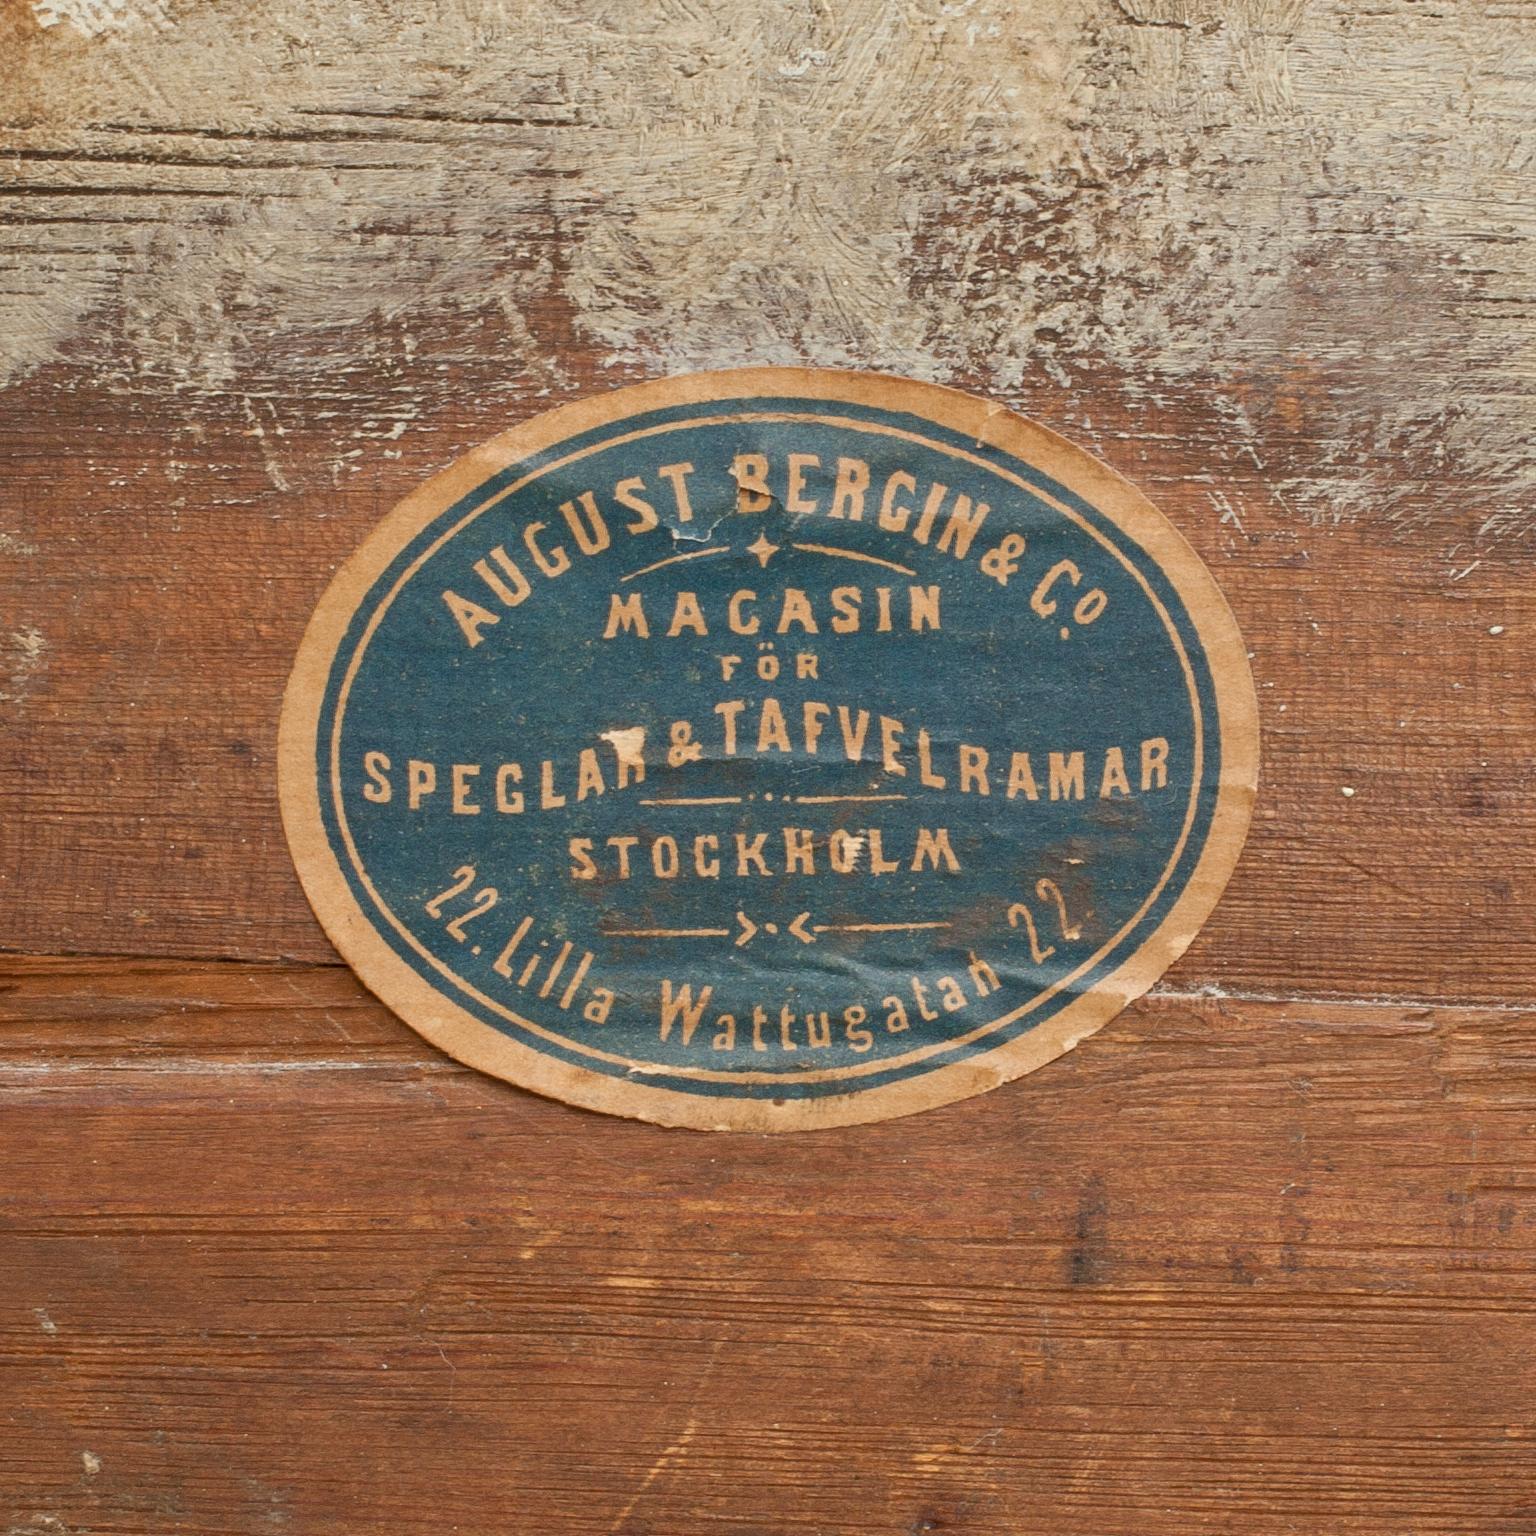 AUGUST BERGIN & Co.
MAGASIN
FÖR
SPEGLAR & TAFVELRAMAR
STOCKHOLM
22. Lilla Wattugatan 22.